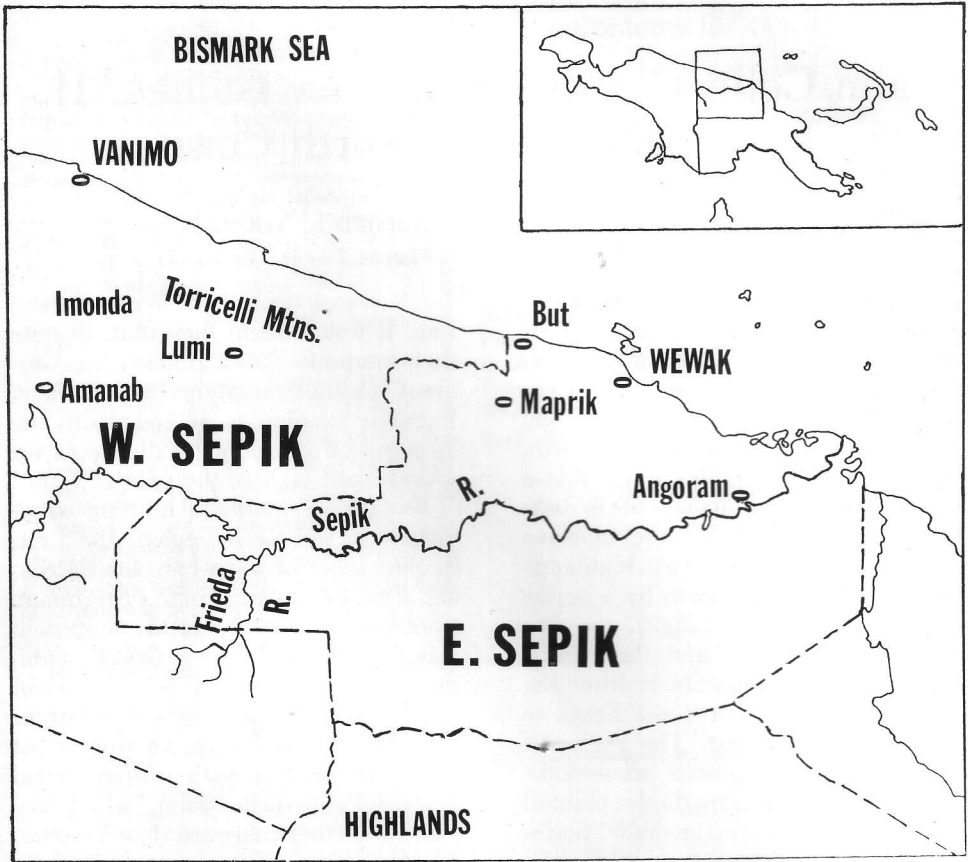 BISMARK SEA
VANIMO
Imonda
Torricelli Mtns.
But
Lumi
WEWAK
Amanab
Maprik
W. SEPIK
Angoram
Sepik R.
Frieda R.
E. SEPIK
HIGHLANDS